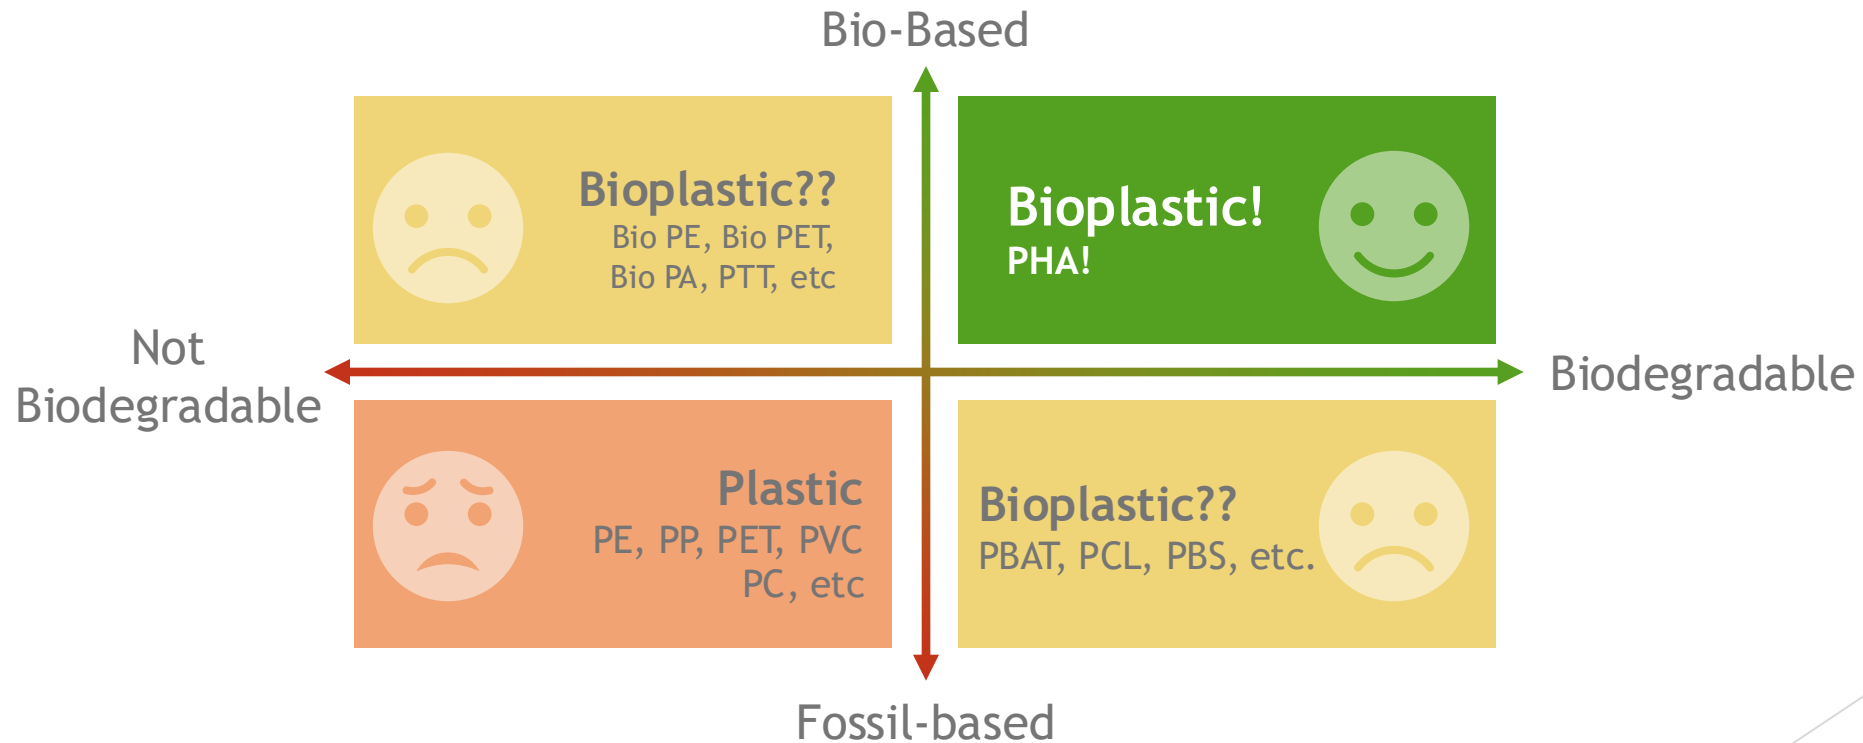 Bio-Based
Bioplastic??
Bio PE, Bio PET,
Bio PA, PTT, etc
Bioplastic!
PHA!
Not
Biodegradable
Biodegradable
Plastic
PE, PP, PET, PVC
PC, etc
Bioplastic??
PBAT, PCL, PBS, etc.
Fossil-based